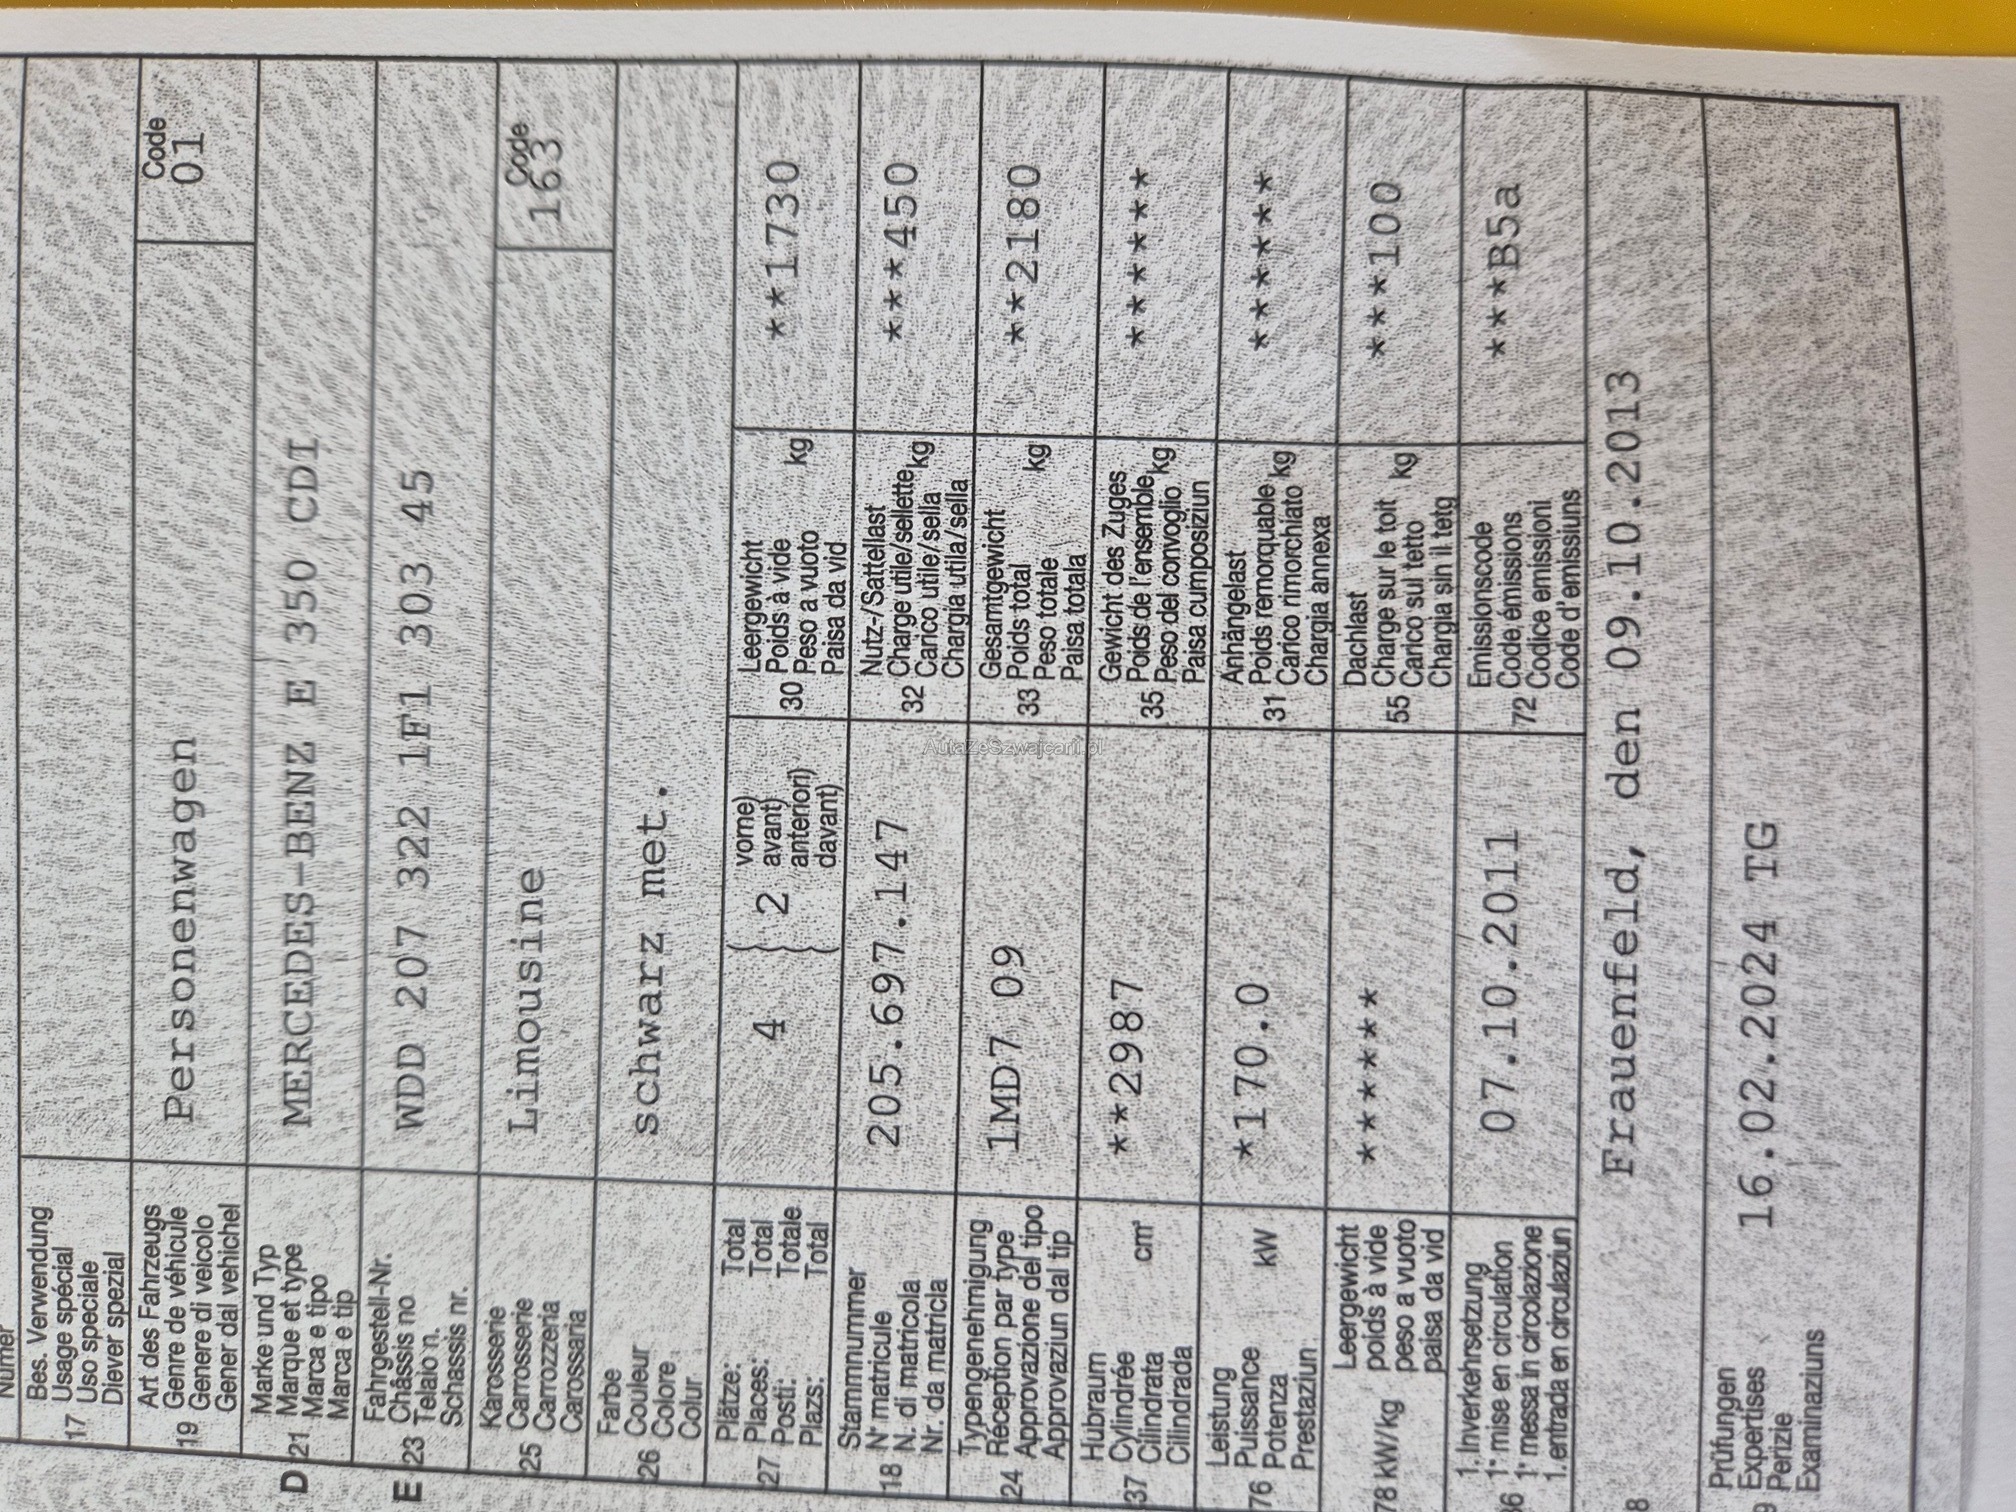 Numer
Bes. Verwendung
17 Usage spécial
Uso speciale
Diever spezial
Art des Fahrzeugs
19 Genre de véhicule
Genere di veicolo
Gener dal vehichel
Personenwagen
Code
01
Marke und Typ
D 21 Marque et type
Marca e tipo
Marca e tip
MERCEDES-BENZ E 350 CDI
Fahrgestell-Nr.
E 23 Châssis no
Telaio n.
Schassis nr.
WDD 207 322 1F1 303 45
Karosserie
25 Carrosserie
Carrozzeria
Carossaria
Limousine
Code
163
Farbe
26 Couleur
Colore
Colur
schwarz met.
Plätze: Total
27 Places: Total
Posti: Totale
Plazs: Total
4 2
vorne)
avant)
anteriori)
davant)
Leergewicht
30 Poids à vide kg
Peso a vuoto
Paisa da vid
**1730
Stammnummer
18 N° matricule
N. di matricola
Nr. da matricla
205.697.147
Nutz-/Sattellast
32 Charge utile/sellette kg
Carico utile/sella
Chargia utila/sella
***450
Typengenehmigung
24 Réception par type
Approvazione del tipo
Approvaziun dal tip
1MD7 09
Gesamtgewicht
33 Poids total kg
Peso totale
Paisa totala
**2180
Hubraum
37 Cylindrée cm³
Cilindrata
Cilindrada
**2987
Gewicht des Zuges
35 Poids de l'ensemble kg
Peso del convoglio
Paisa cumposiziun
******
Leistung
76 Puissance kW
Potenza
Prestaziun
*170.0
Anhängelast
31 Poids remorquable kg
Carico rimorchiato
Chargia annexa
******
78 kW/kg
Leergewicht
poids à vide
peso a vuoto
paisa da vid
******
Dachlast
55 Charge sur le toit kg
Carico sul tetto
Chargia sin il tetg
***100
1. Inverkehrsetzung
36 1e mise en circulation
1a messa in circolazione
1. entrada en circulaziun
07.10.2011
Emissionscode
72 Code émissions
Codice emissioni
Code d'emissiuns
***B5a
8
Frauenfeld, den 09.10.2013
Prüfungen
9 Expertises
Perizie
Examinaziuns
16.02.2024 TG
AutaZeSzwajcarii.pl